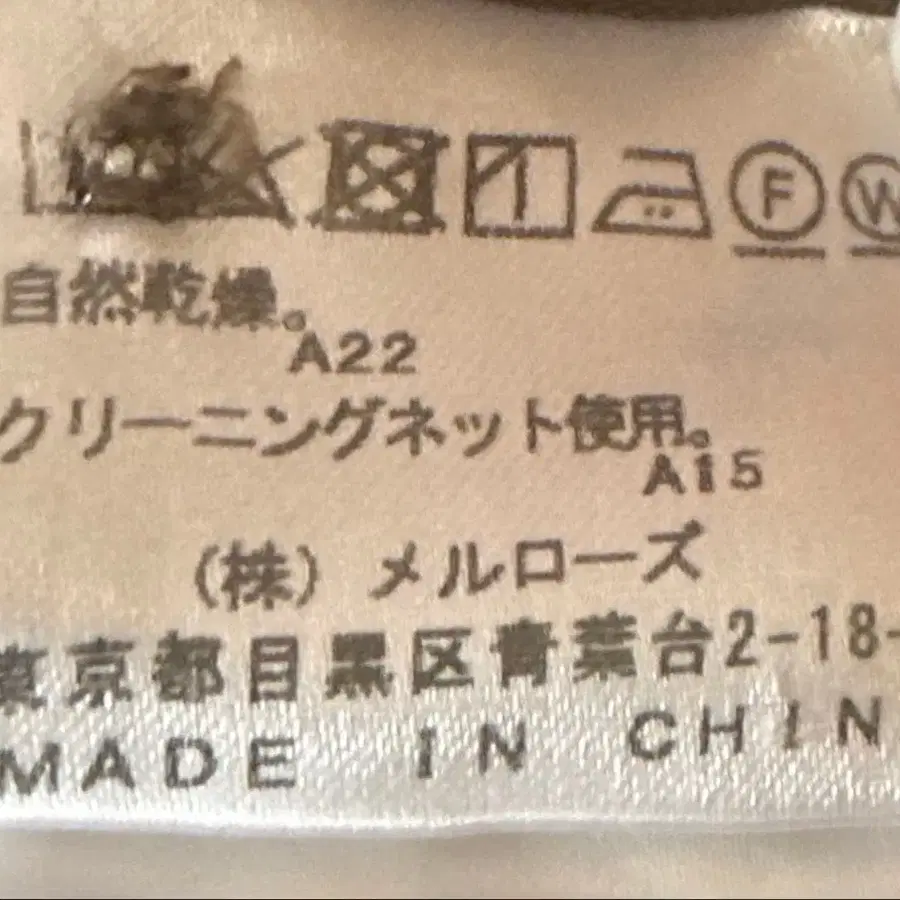 F W
自然乾燥。
A22
クリーニングネット使用。
A15
(株) メルローズ
東京都目黒区青葉台2-18-
MADE IN CHIN